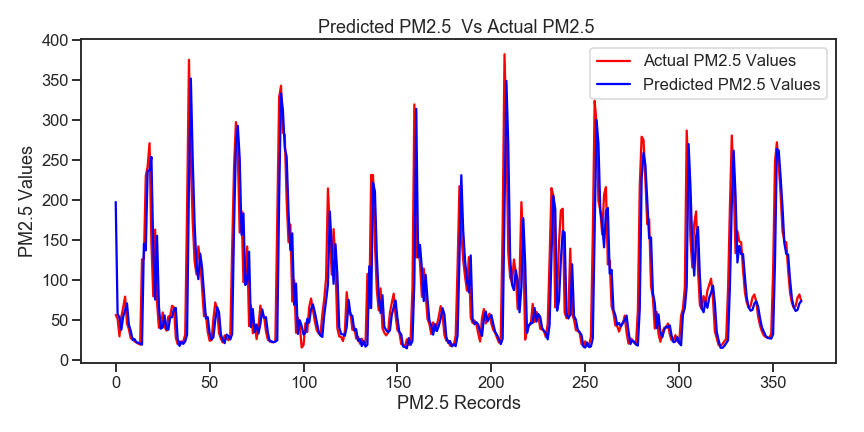 Predicted PM2.5  Vs Actual PM2.5
Actual PM2.5 Values
Predicted PM2.5 Values
PM2.5 Values
400
350
300
250
200
150
100
50
0
0 50 100 150 200 250 300 350
PM2.5 Records